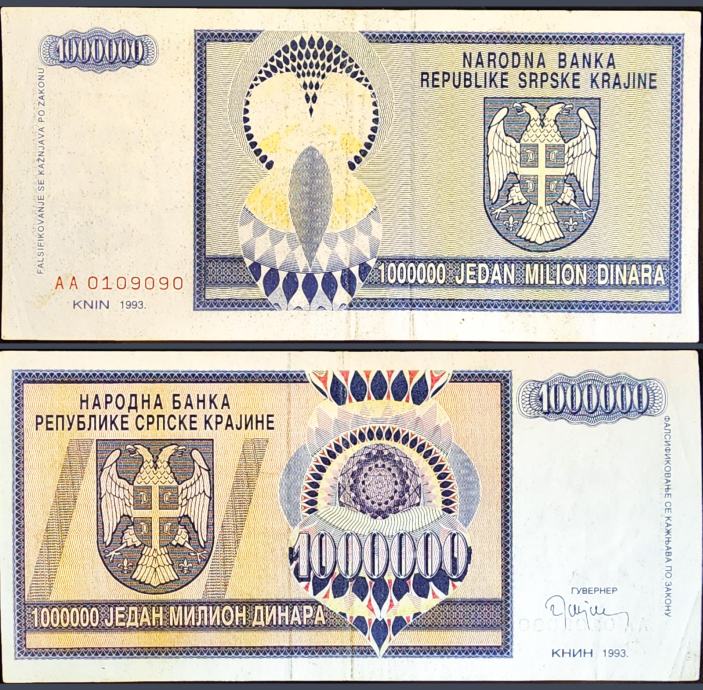 1000000
NARODNA BANKA
REPUBLIKE SRPSKE KRAJINE
FALSIFIKOVANJE SE KAŽNJAVA PO ZAKONU
1000000 JEDAN MILION DINARA
AA 0109090
KNIN 1993.
НАРОДНА БАНКА
РЕПУБЛИКЕ СРПСКЕ КРАЈИНЕ
1000000
ФАЛСИФИКОВАЊЕ СЕ КАЖЊАВА ПО ЗАКОНУ
1000000
ГУВЕРНЕР
1000000 ЈЕДАН МИЛИОН ДИНАРА
КНИН 1993.